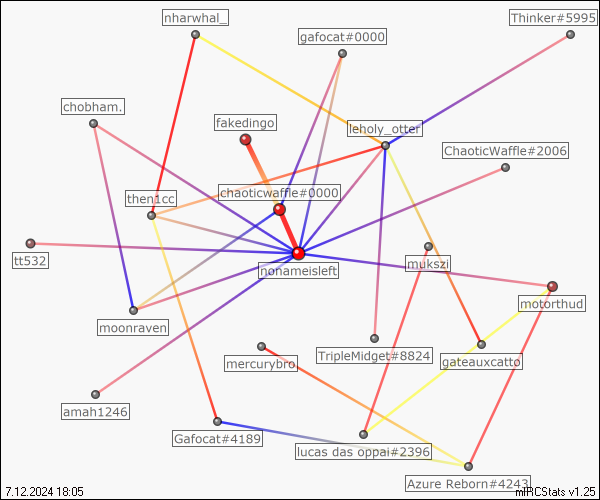 nharwhal_
Thinker#5995
gafocat#0000
chobham.
fakedingo
leholy_otter
ChaoticWaffle#2006
chaoticwaffle#0000
then1cc
tt532
mukszi
nonameisleft
motorthud
moonraven
TripleMidget#8824
gateauxcatto
mercurybro
amah1246
Gafocat#4189
lucas das oppai#2396
Azure Reborn#4243
7.12.2024 18:05
mIRCStats v1.25